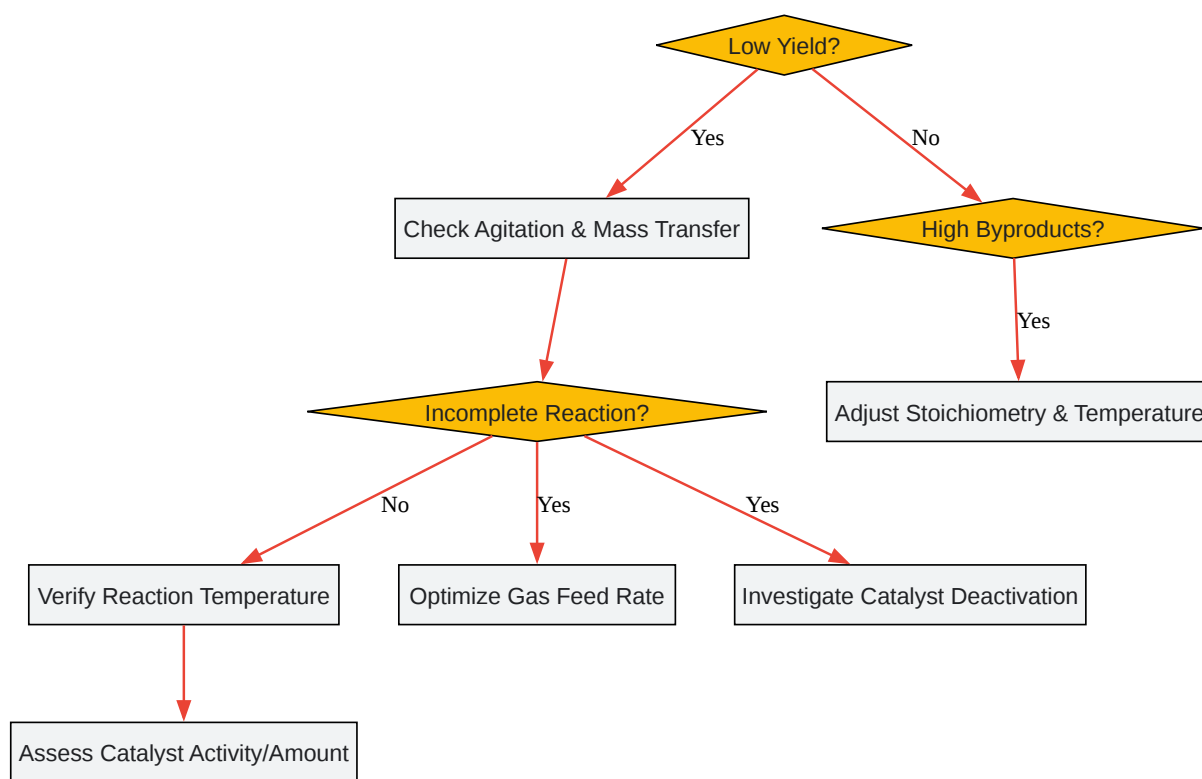 Low Yield?
Yes
No
Check Agitation & Mass Transfer
High Byproducts?
Yes
Incomplete Reaction?
Adjust Stoichiometry & Temperature
No
Yes
Yes
Verify Reaction Temperature
Optimize Gas Feed Rate
Investigate Catalyst Deactivation
Assess Catalyst Activity/Amount